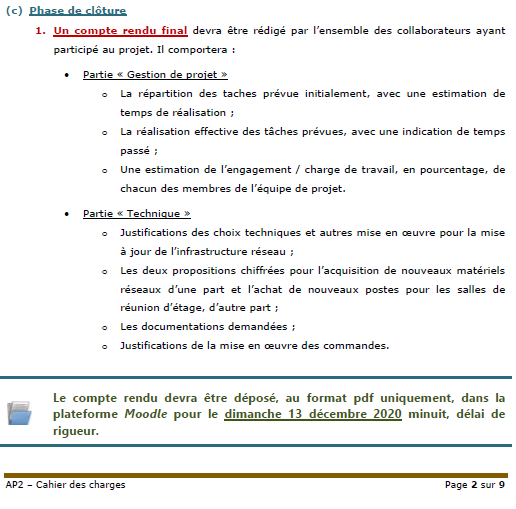 (c) Phase de clôture
1. Un compte rendu final devra être rédigé par l'ensemble des collaborateurs ayant
participé au projet. Il comportera :
• Partie « Gestion de projet »
o La répartition des taches prévue initialement, avec une estimation de
temps de réalisation ;
o La réalisation effective des tâches prévues, avec une indication de temps
passé ;
o Une estimation de l'engagement / charge de travail, en pourcentage, de
chacun des membres de l'équipe de projet.
• Partie « Technique »
o Justifications des choix techniques et autres mise en œuvre pour la mise
à jour de l'infrastructure réseau ;
o Les deux propositions chiffrées pour l'acquisition de nouveaux matériels
réseaux d'une part et l'achat de nouveaux postes pour les salles de
réunion d'étage, d'autre part ;
o Les documentations demandées ;
o Justifications de la mise en œuvre des commandes.
Le compte rendu devra être déposé, au format pdf uniquement, dans la
plateforme Moodle pour le dimanche 13 décembre 2020 minuit, délai de
rigueur.
AP2 – Cahier des charges Page 2 sur 9